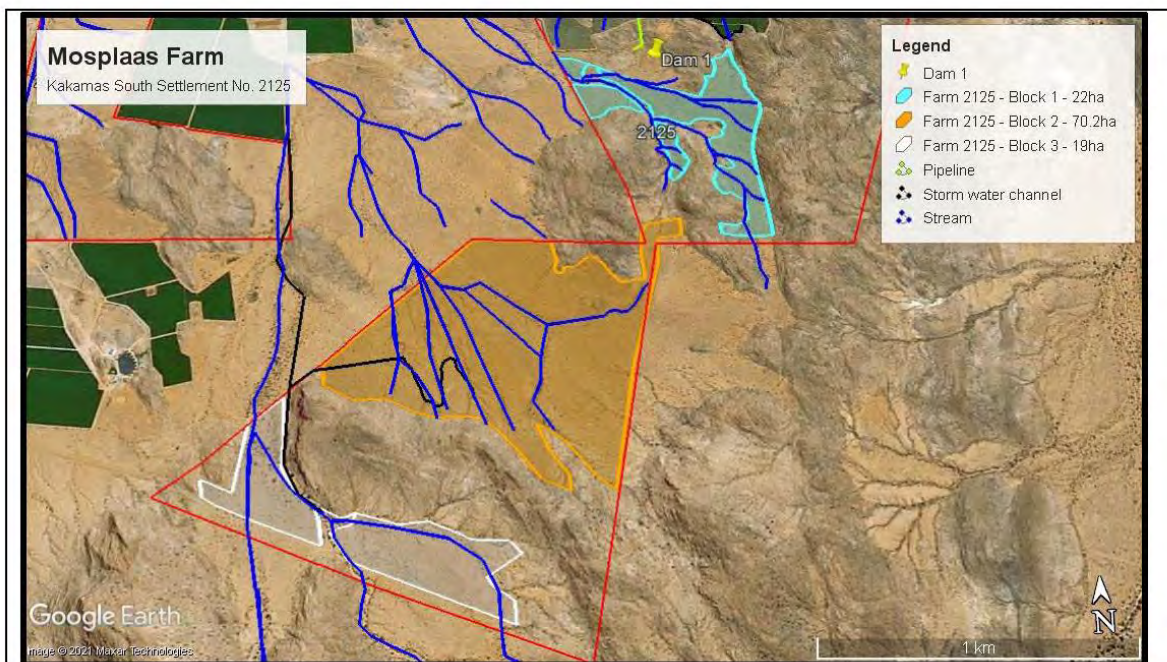 Mosplaas Farm
Kakamas South Settlement No. 2125
Dam 1
2125
Legend
Dam 1
Farm 2125 - Block 1 - 22ha
Farm 2125 - Block 2 - 70.2ha
Farm 2125 - Block 3 - 19ha
Pipeline
Storm water channel
Stream
Google Earth
Image © 2021 Maxar Technologies
N
1 km